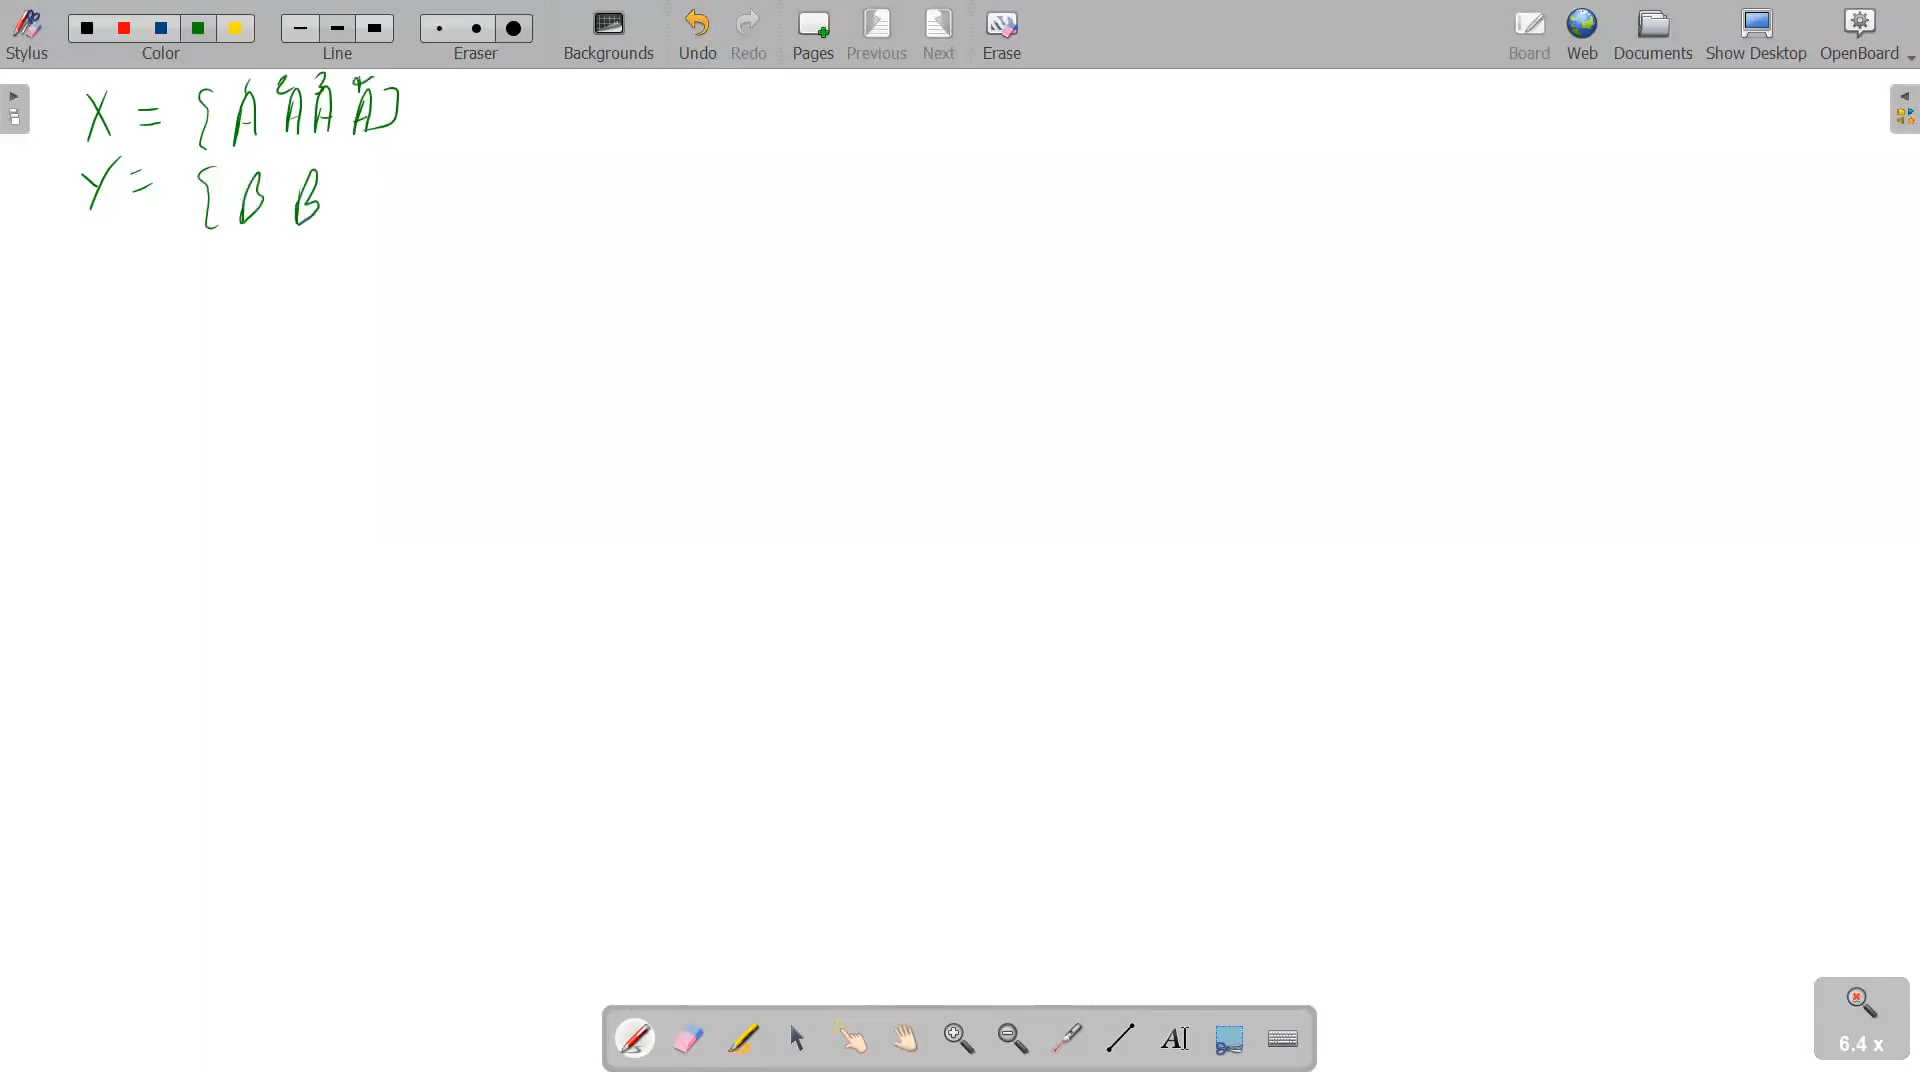 Stylus Color Line Eraser Backgrounds Undo Redo Pages Previous Next Erase Board Web Documents Show Desktop OpenBoard
X = { A A A A }
Y = { B B
6.4 x